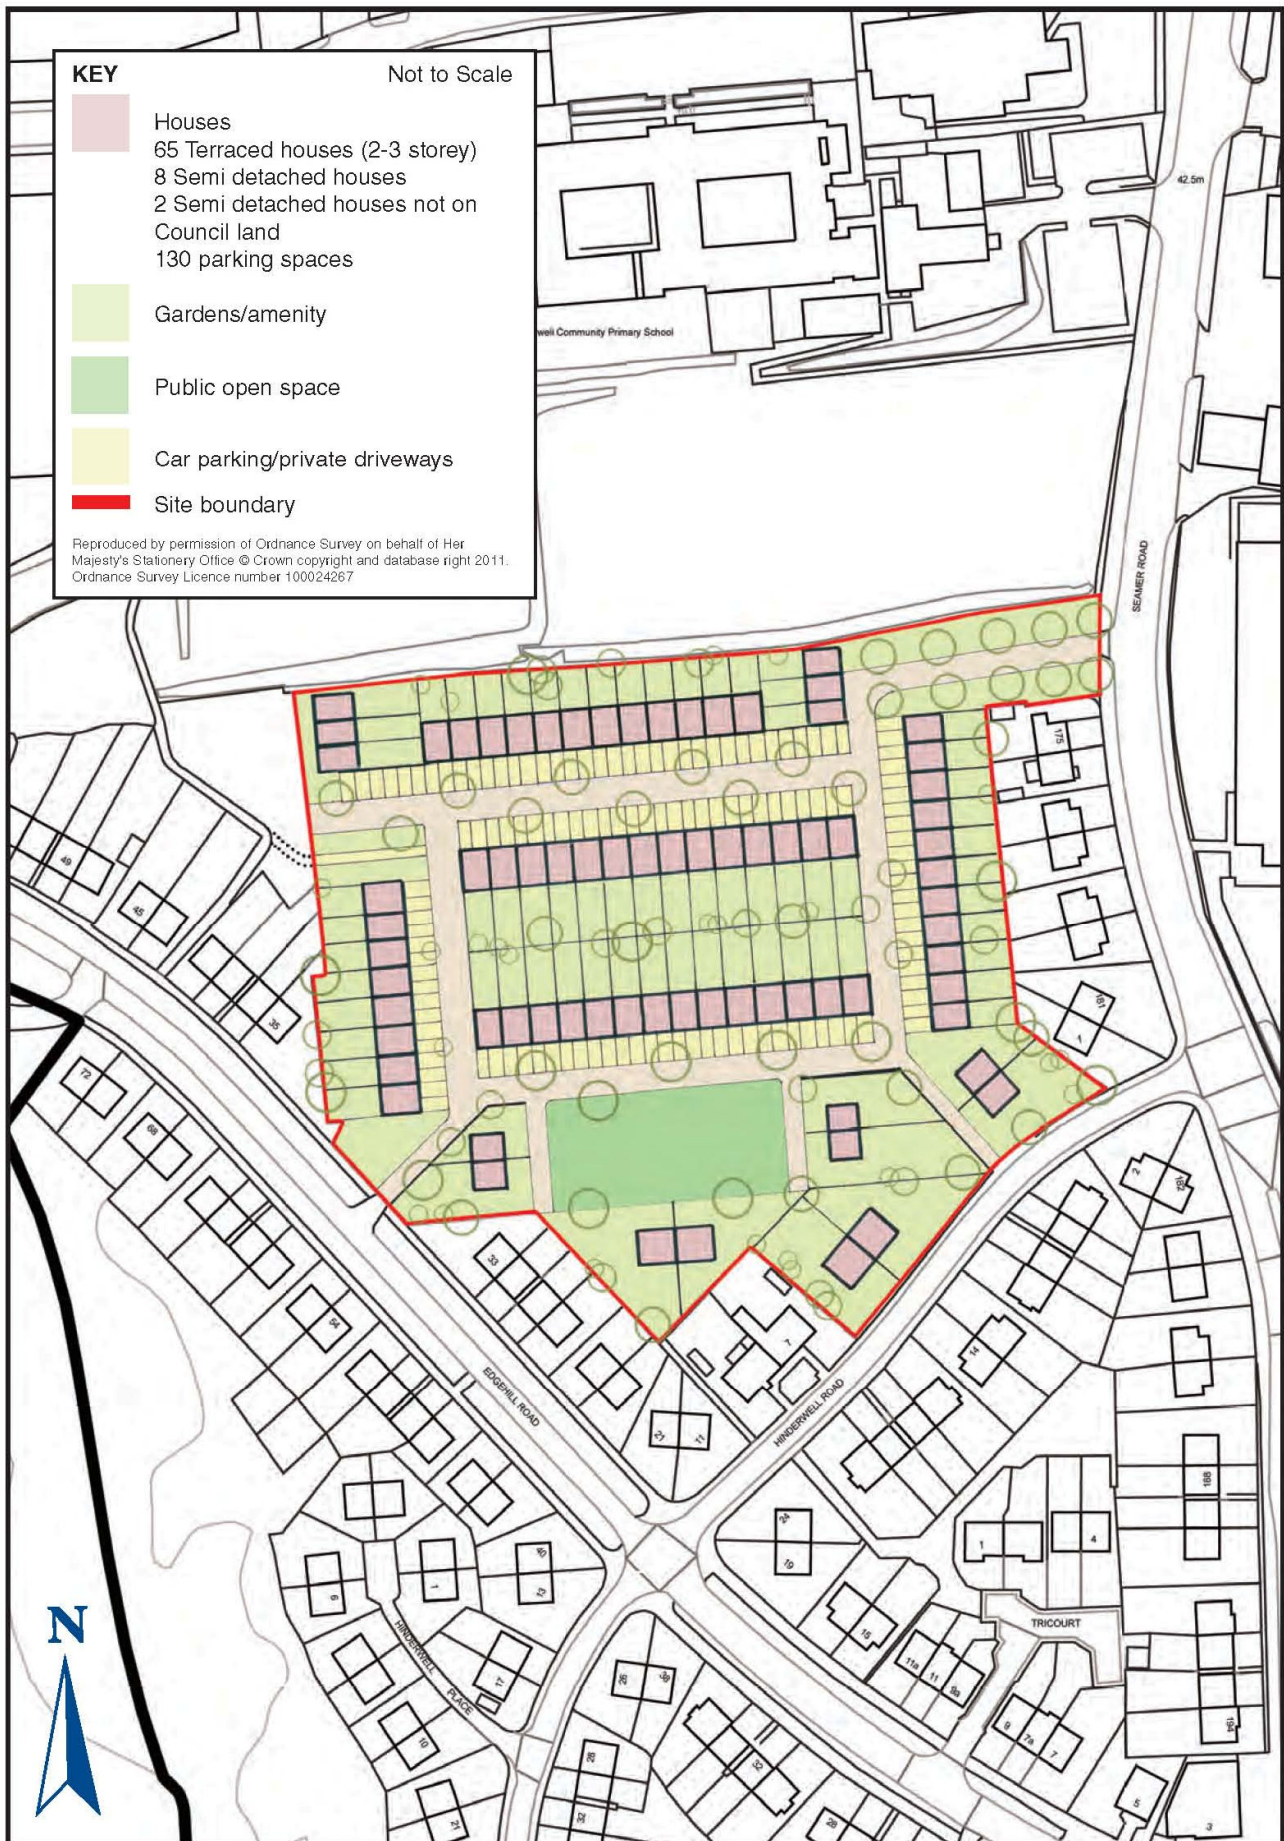 KEY
Not to Scale
Houses
65 Terraced houses (2-3 storey)
8 Semi detached houses
2 Semi detached houses not on
Council land
130 parking spaces
Gardens/amenity
Public open space
Car parking/private driveways
Site boundary
Reproduced by permission of Ordnance Survey on behalf of Her
Majesty's Stationery Office © Crown copyright and database right 2011.
Ordnance Survey Licence number 100024267
42.5m
well Community Primary School
SEAMER ROAD
175
49
45
35
181
1
72
68
2
182
33
54
7
14
EDGEHILL ROAD
HINDERWELL ROAD
21
17
188
24
19
1
4
40
13
1
6
TRICOURT
15
11a
11
9a
HINDERWELL
PLACE
17
10
26
38
9
7a
7
194
28
32
32
5
3
21
28
N